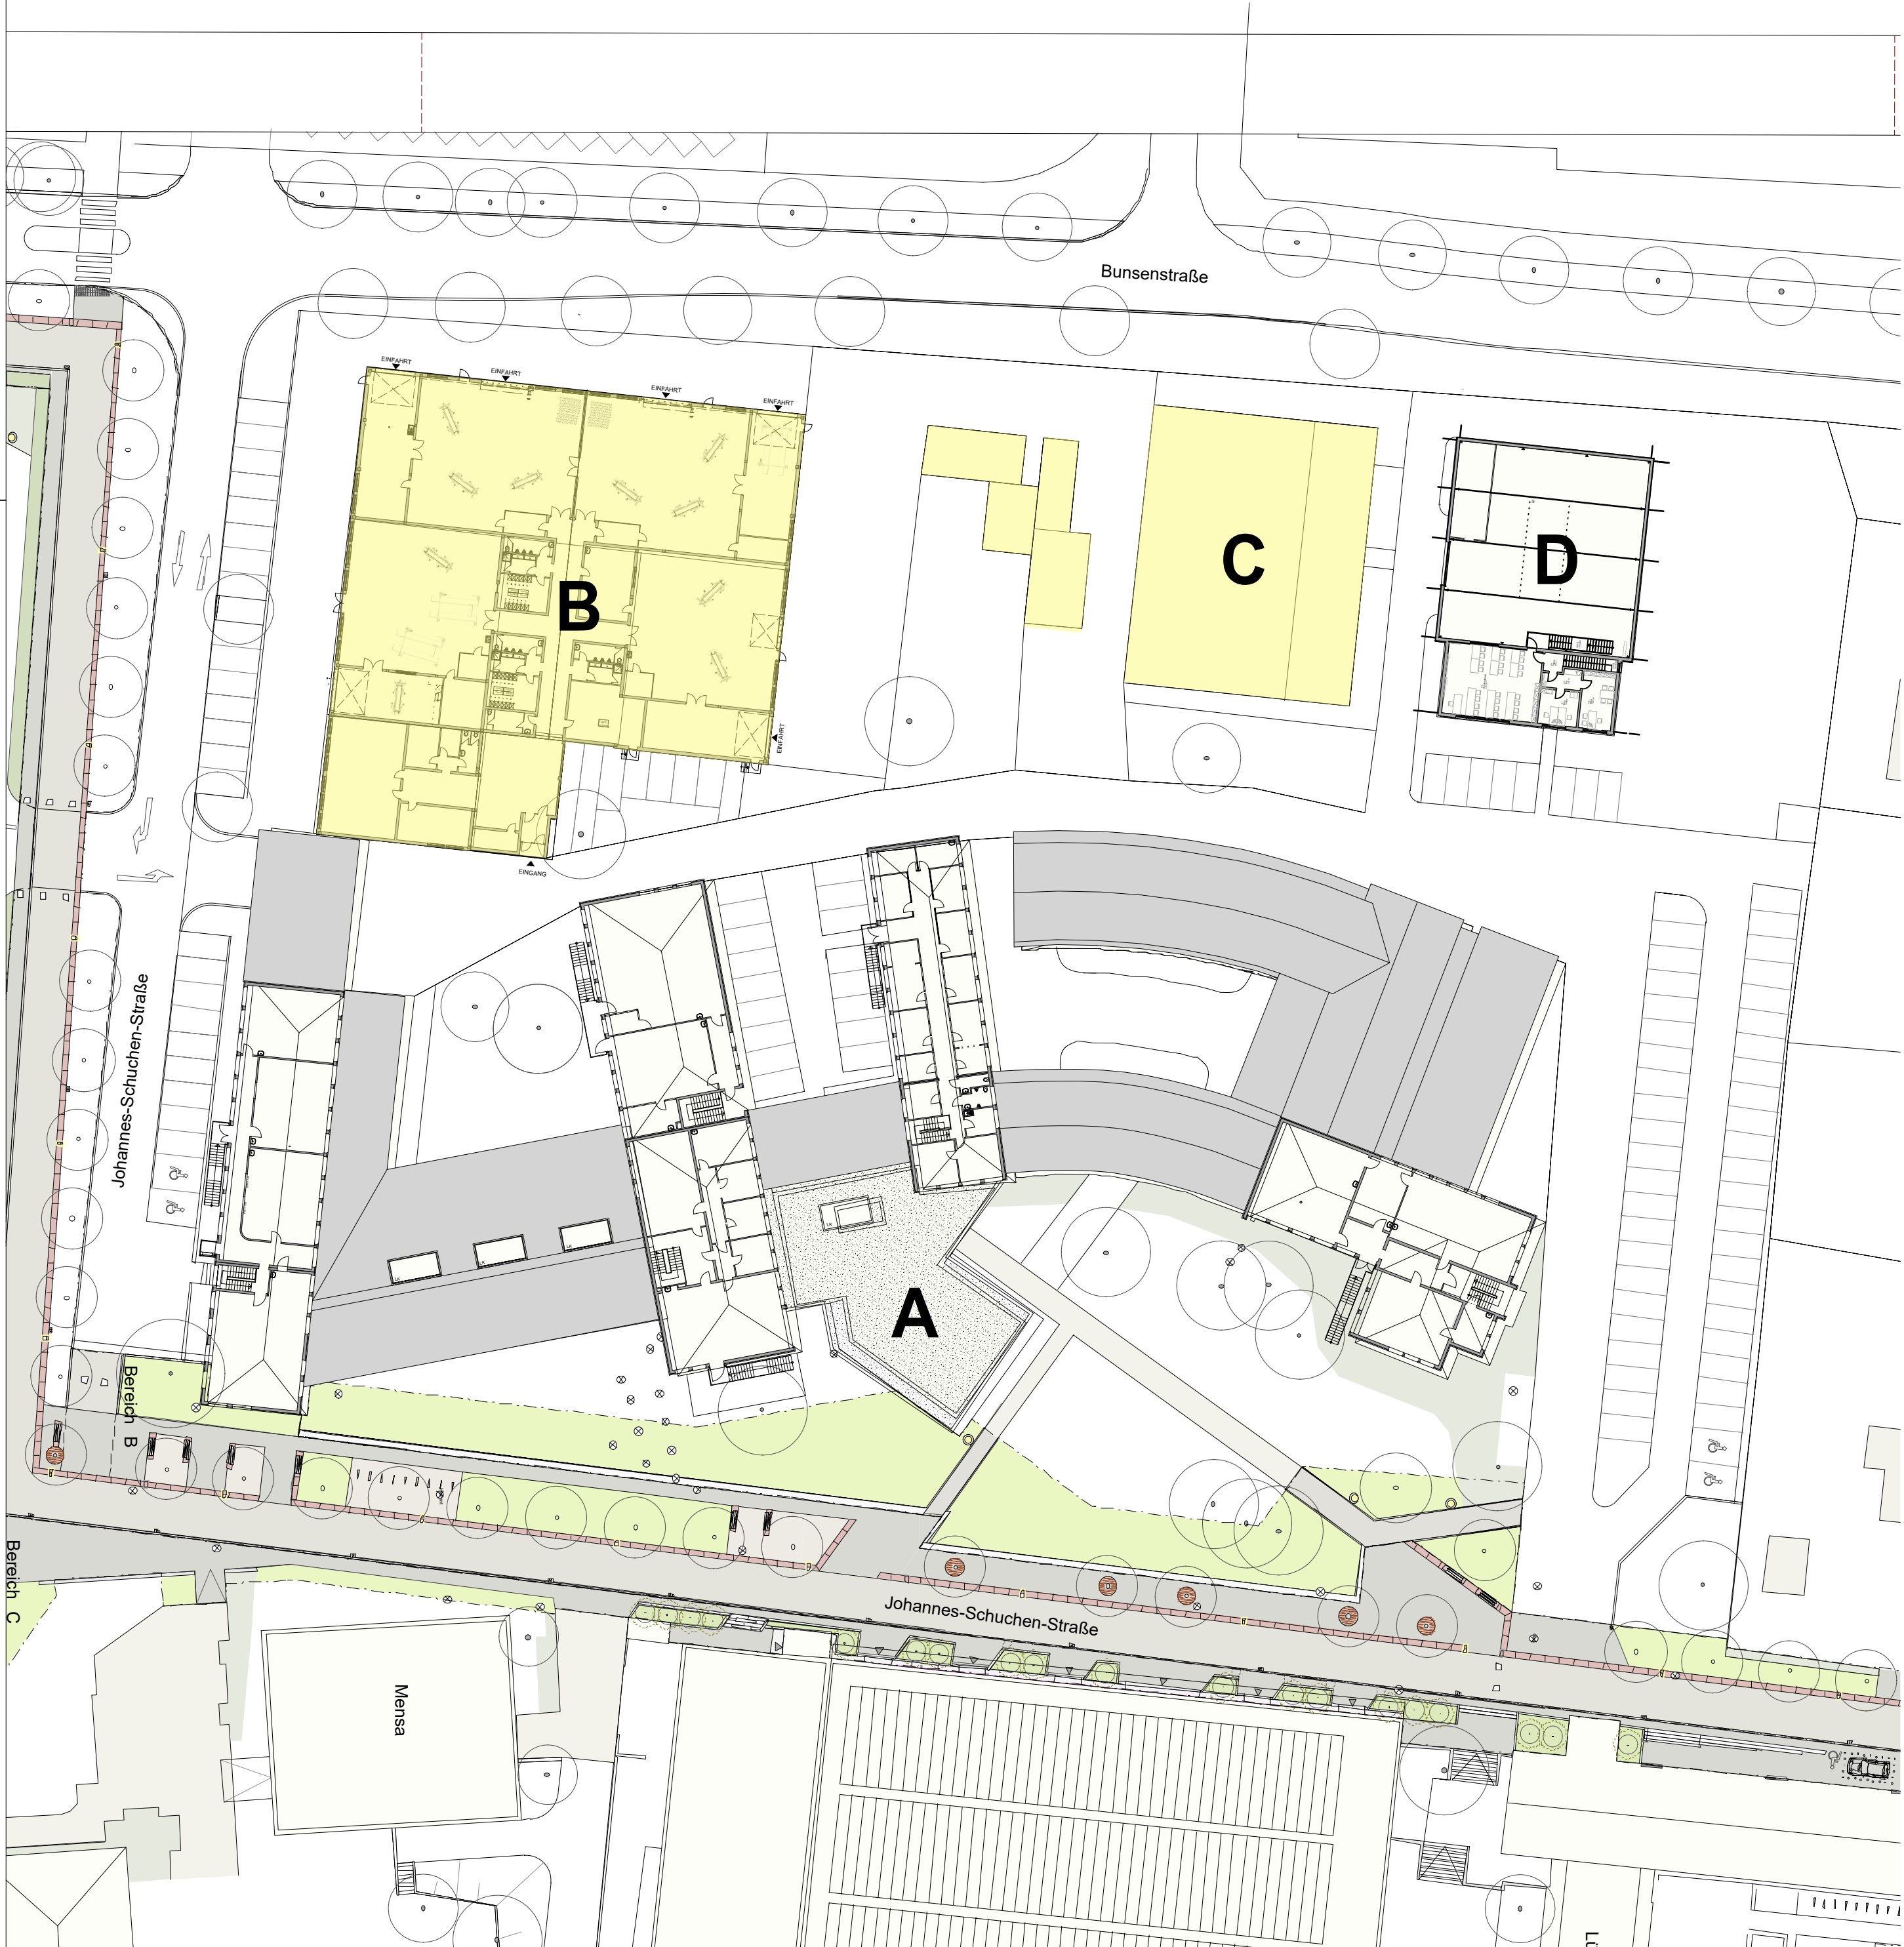 Bunsenstraße
EINFAHRT
EINFAHRT
EINFAHRT
EINFAHRT
B
C
D
EINFAHRT
EINGANG
Johannes-Schuchen-Straße
A
Bereich B
Bereich C
Johannes-Schuchen-Straße
Mensa